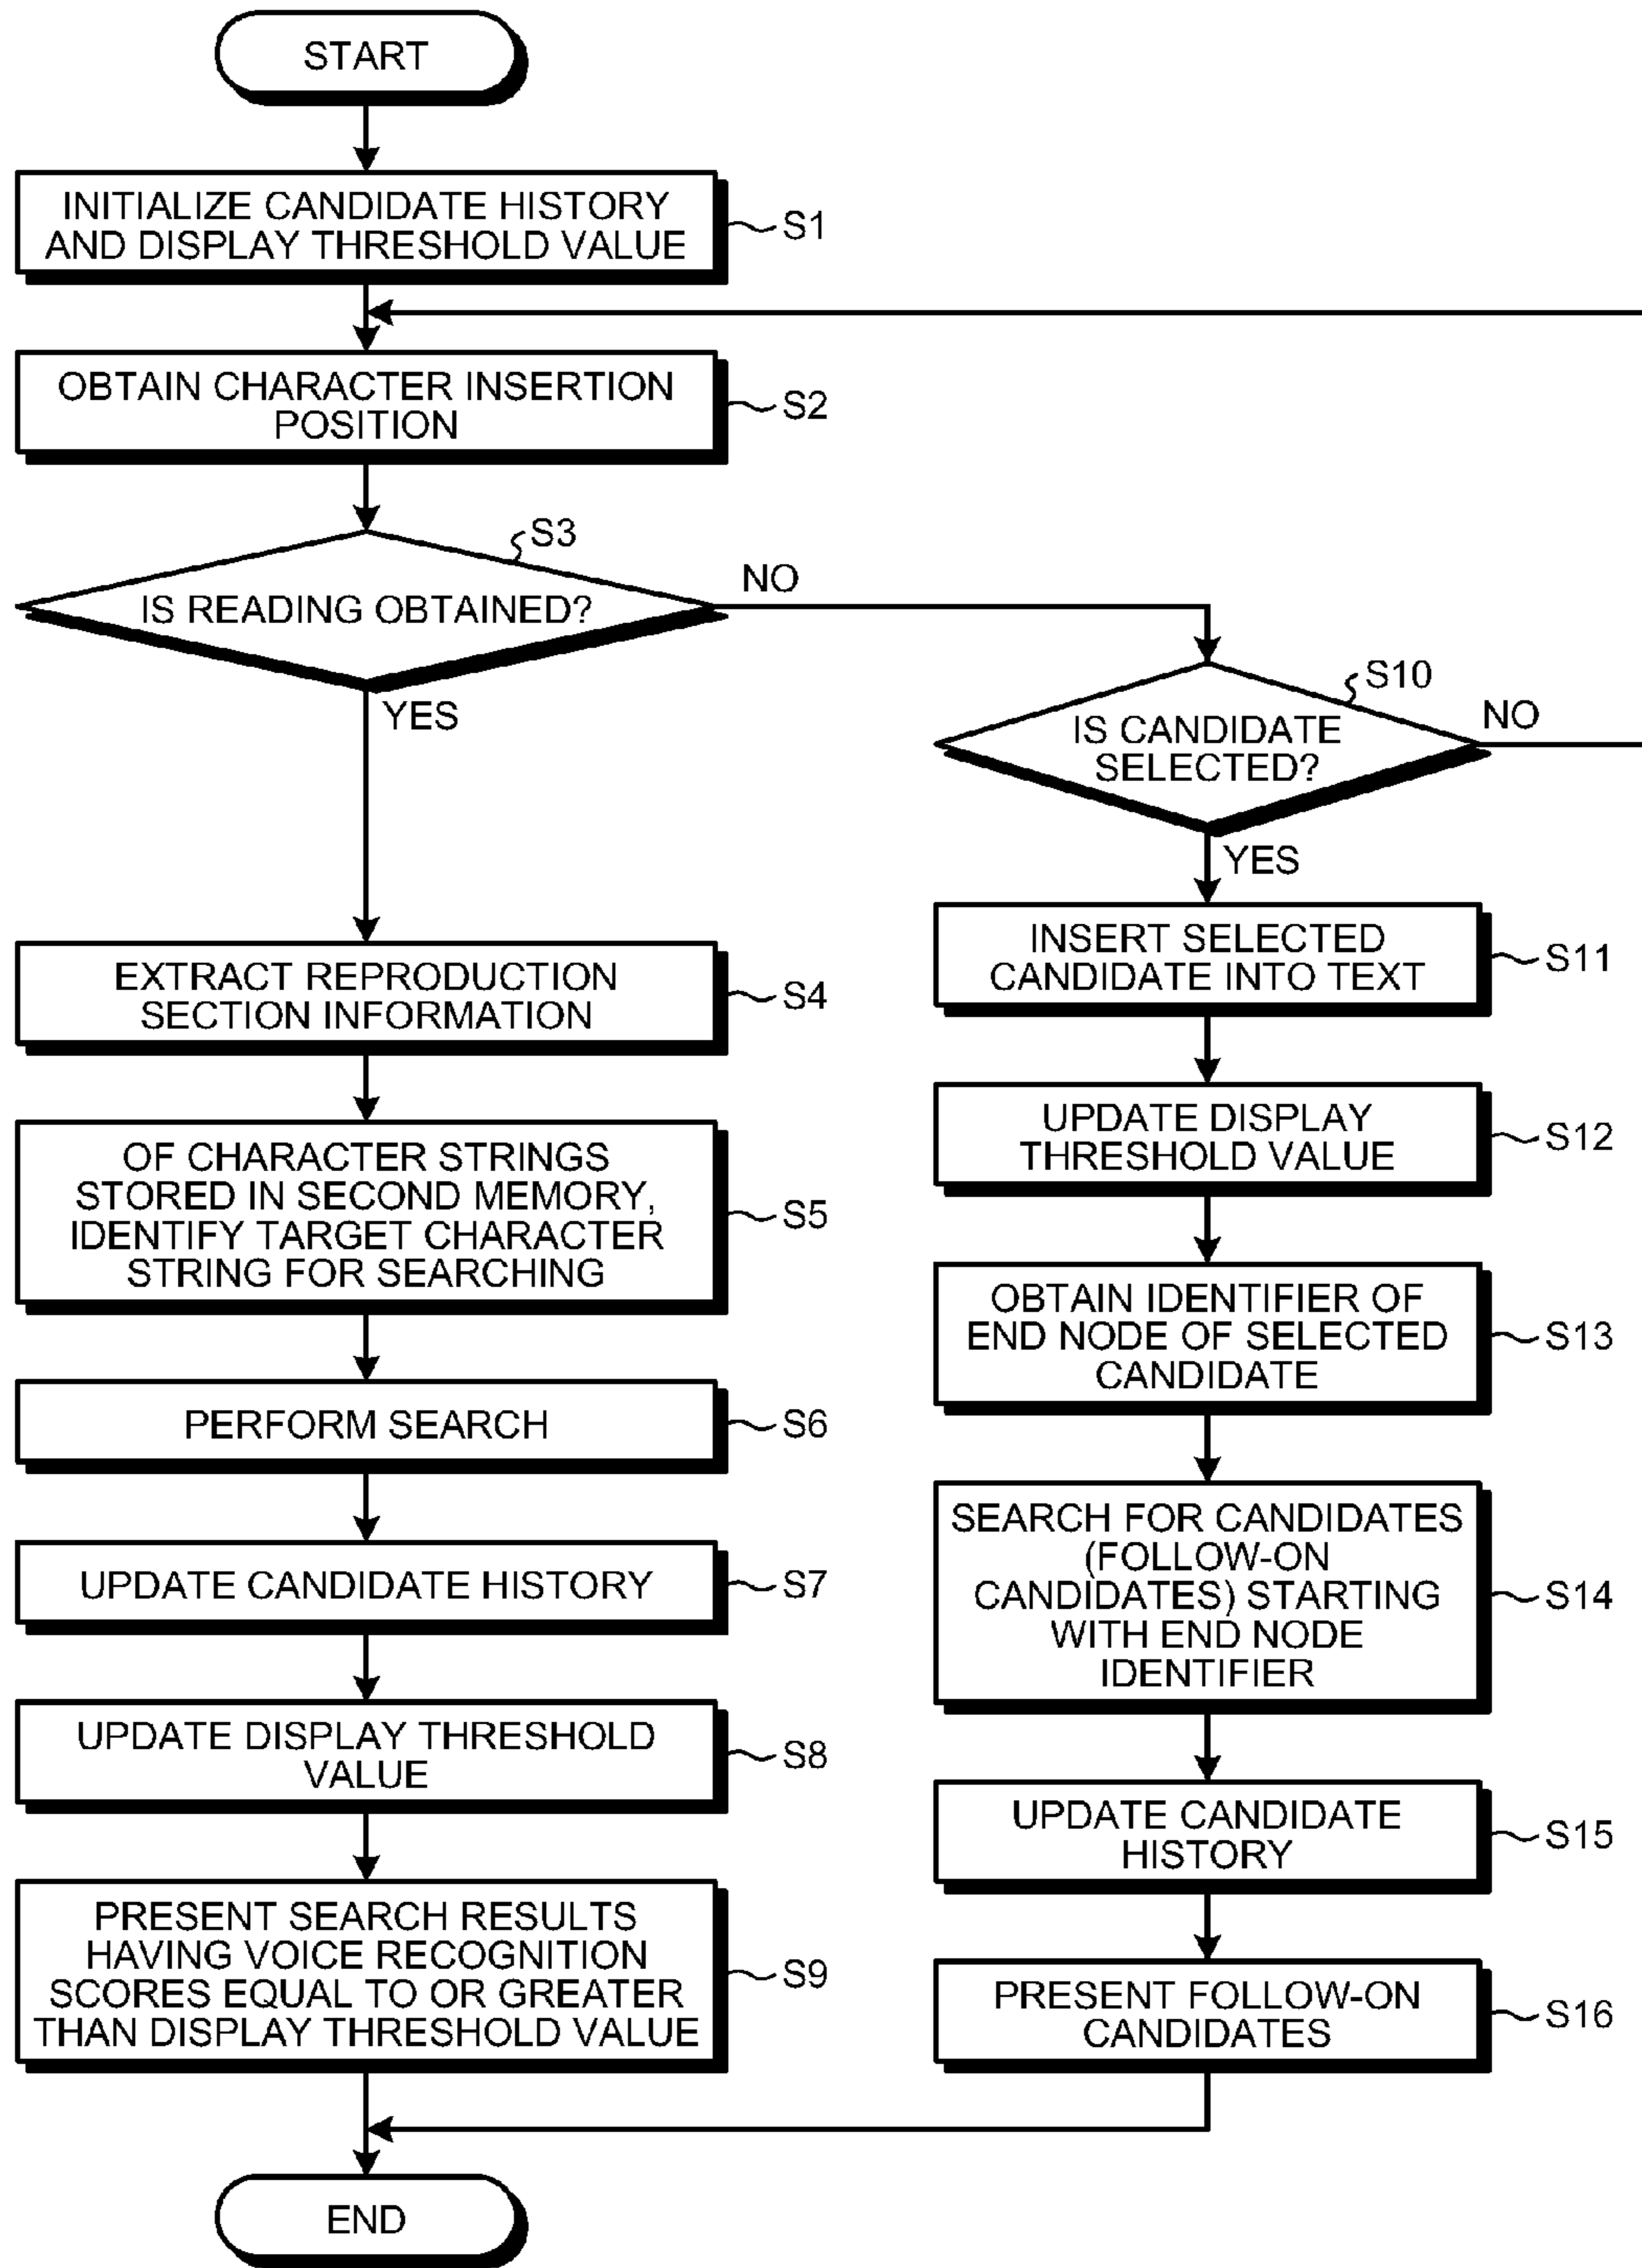 START
INITIALIZE CANDIDATE HISTORY
AND DISPLAY THRESHOLD VALUE
S1
OBTAIN CHARACTER INSERTION
POSITION
S2
S3
IS READING OBTAINED?
NO
YES
EXTRACT REPRODUCTION
SECTION INFORMATION
S4
OF CHARACTER STRINGS
STORED IN SECOND MEMORY,
IDENTIFY TARGET CHARACTER
STRING FOR SEARCHING
S5
PERFORM SEARCH
S6
UPDATE CANDIDATE HISTORY
S7
UPDATE DISPLAY THRESHOLD
VALUE
S8
PRESENT SEARCH RESULTS
HAVING VOICE RECOGNITION
SCORES EQUAL TO OR GREATER
THAN DISPLAY THRESHOLD VALUE
S9
S10
IS CANDIDATE
SELECTED?
NO
YES
INSERT SELECTED
CANDIDATE INTO TEXT
S11
UPDATE DISPLAY
THRESHOLD VALUE
S12
OBTAIN IDENTIFIER OF
END NODE OF SELECTED
CANDIDATE
S13
SEARCH FOR CANDIDATES
(FOLLOW-ON
CANDIDATES) STARTING
WITH END NODE
IDENTIFIER
S14
UPDATE CANDIDATE
HISTORY
S15
PRESENT FOLLOW-ON
CANDIDATES
S16
END